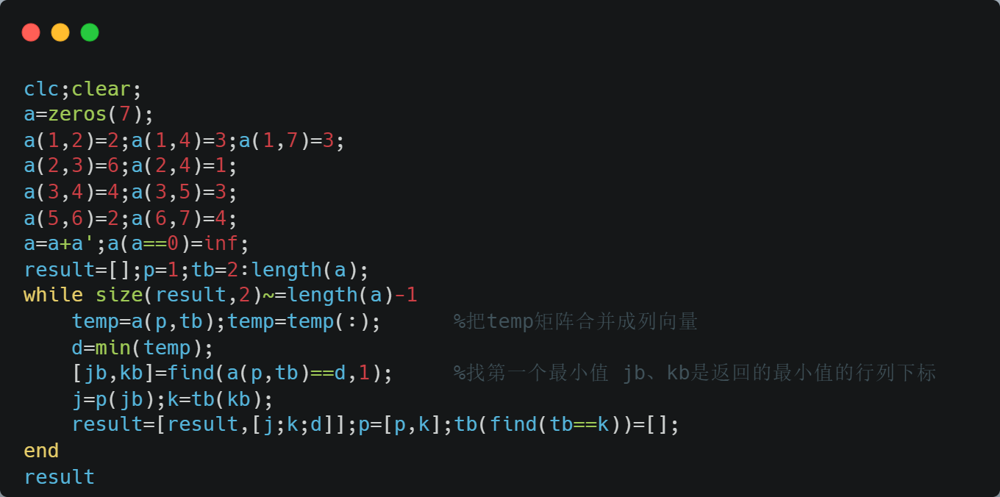 clc;clear;
a=zeros(7);
a(1,2)=2;a(1,4)=3;a(1,7)=3;
a(2,3)=6;a(2,4)=1;
a(3,4)=4;a(3,5)=3;
a(5,6)=2;a(6,7)=4;
a=a+a';a(a==0)=inf;
result=[];p=1;tb=2:length(a);
while size(result,2)~=length(a)-1
    temp=a(p,tb);temp=temp(:);      %把temp矩阵合并成列向量
    d=min(temp);
    [jb,kb]=find(a(p,tb)==d,1);     %找第一个最小值 jb、kb是返回的最小值的行列下标
    j=p(jb);k=tb(kb);
    result=[result,[j;k;d]];p=[p,k];tb(find(tb==k))=[];
end
result